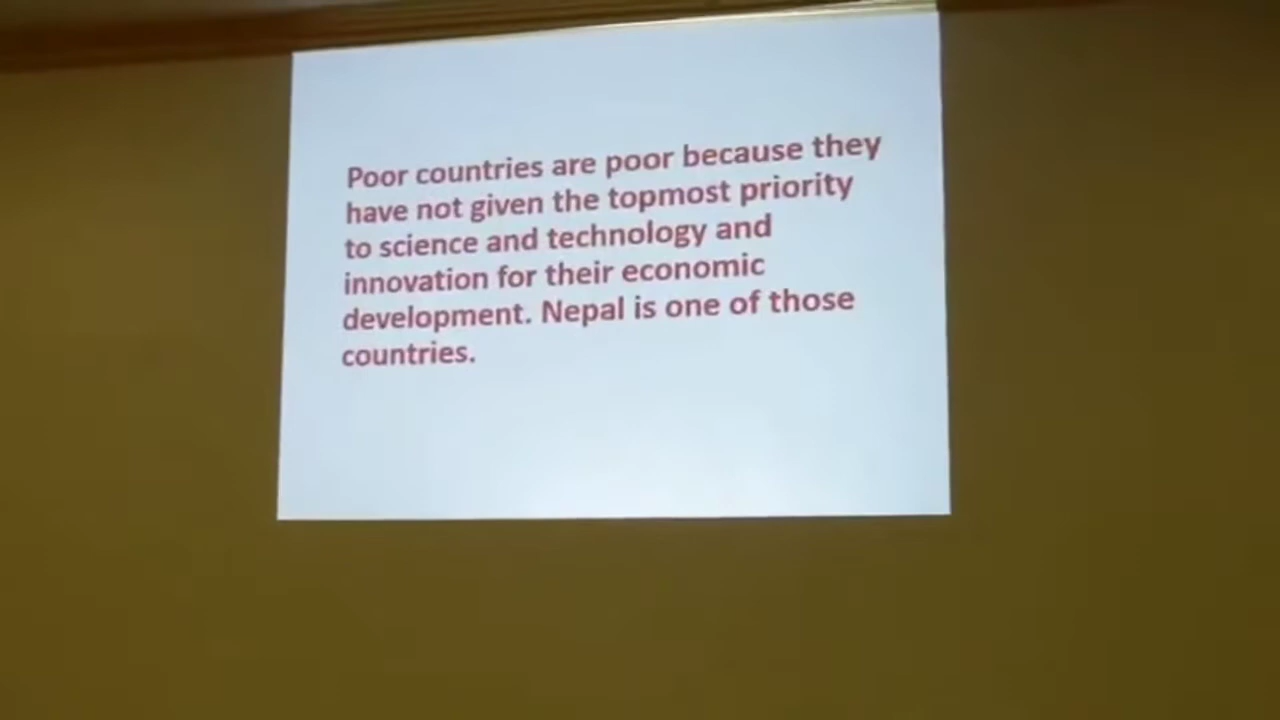 Poor countries are poor because they
have not given the topmost priority
to science and technology and
innovation for their economic
development. Nepal is one of those
countries.